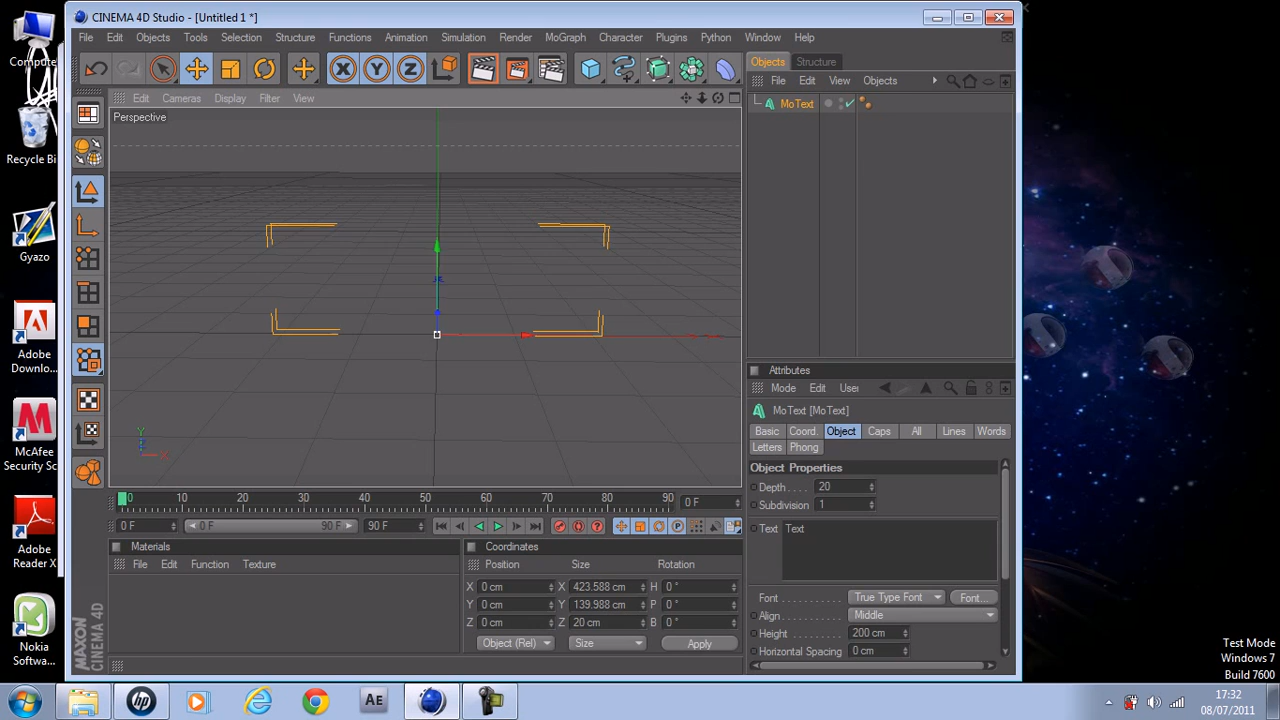 CINEMA 4D Studio - [Untitled 1 *]
File Edit Objects Tools Selection Structure Functions Animation Simulation Render MoGraph Character Plugins Python Window Help
X Y Z
Edit Cameras Display Filter View
Perspective
Y
Z
X
0 10 20 30 40 50 60 70 80 90 0 F
0 F 0 F 90 F 90 F
Materials
File Edit Function Texture
Coordinates
Position Size Rotation
X 0 cm X 423.588 cm H 0 °
Y 0 cm Y 139.988 cm P 0 °
Z 0 cm Z 20 cm B 0 °
Object (Rel) Size Apply
MAXON
CINEMA 4D
Objects Structure
File Edit View Objects
MoText
Attributes
Mode Edit User
MoText [MoText]
Basic Coord. Object Caps All Lines Words
Letters Phong
Object Properties
Depth . . . . 20
Subdivision 1
Text Text
Font . . . . . . . . . . . True Type Font Font...
Align . . . . . . . . . . . Middle
Height . . . . . . . . . 200 cm
Horizontal Spacing 0 cm
Compute
Recycle Bi
Gyazo
Adobe
Downlo...
McAfee
Security Sc
Adobe
Reader X
Nokia
Softwa...
Test Mode
Windows 7
Build 7600
hp
AE
17:32
08/07/2011